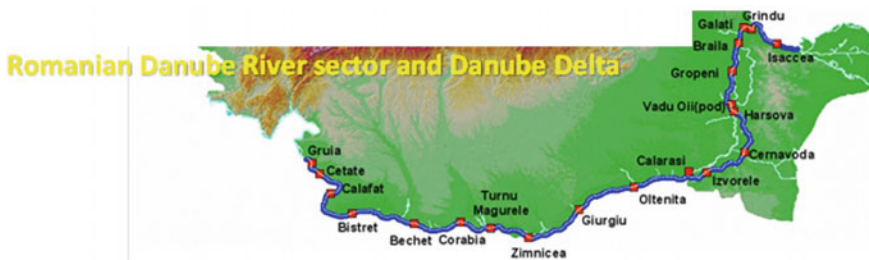 Romanian Danube River sector and Danube Delta
Grindu
Galati
Braila
Isaccea
Gropeni
Vadu Oii(pod)
Harsova
Cernavoda
Calarasi
Izvorele
Oltenita
Giurgiu
Zimnicea
Turnu
Magurele
Corabia
Bechet
Bistret
Calafat
Cetate
Gruia